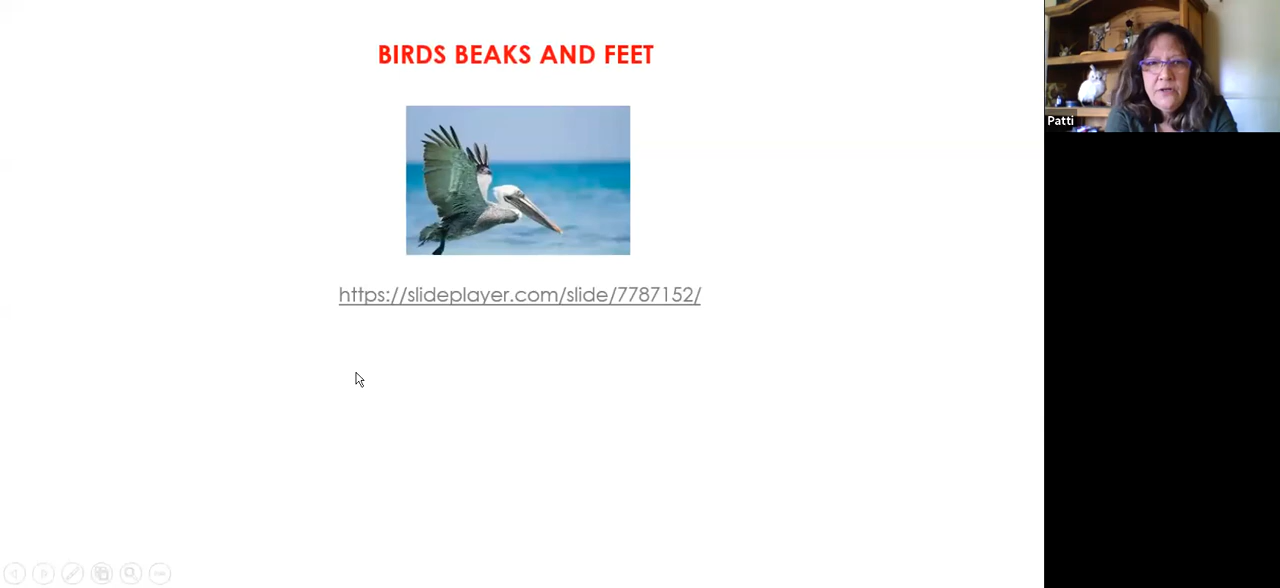 BIRDS BEAKS AND FEET
https://slideplayer.com/slide/7787152/
Patti